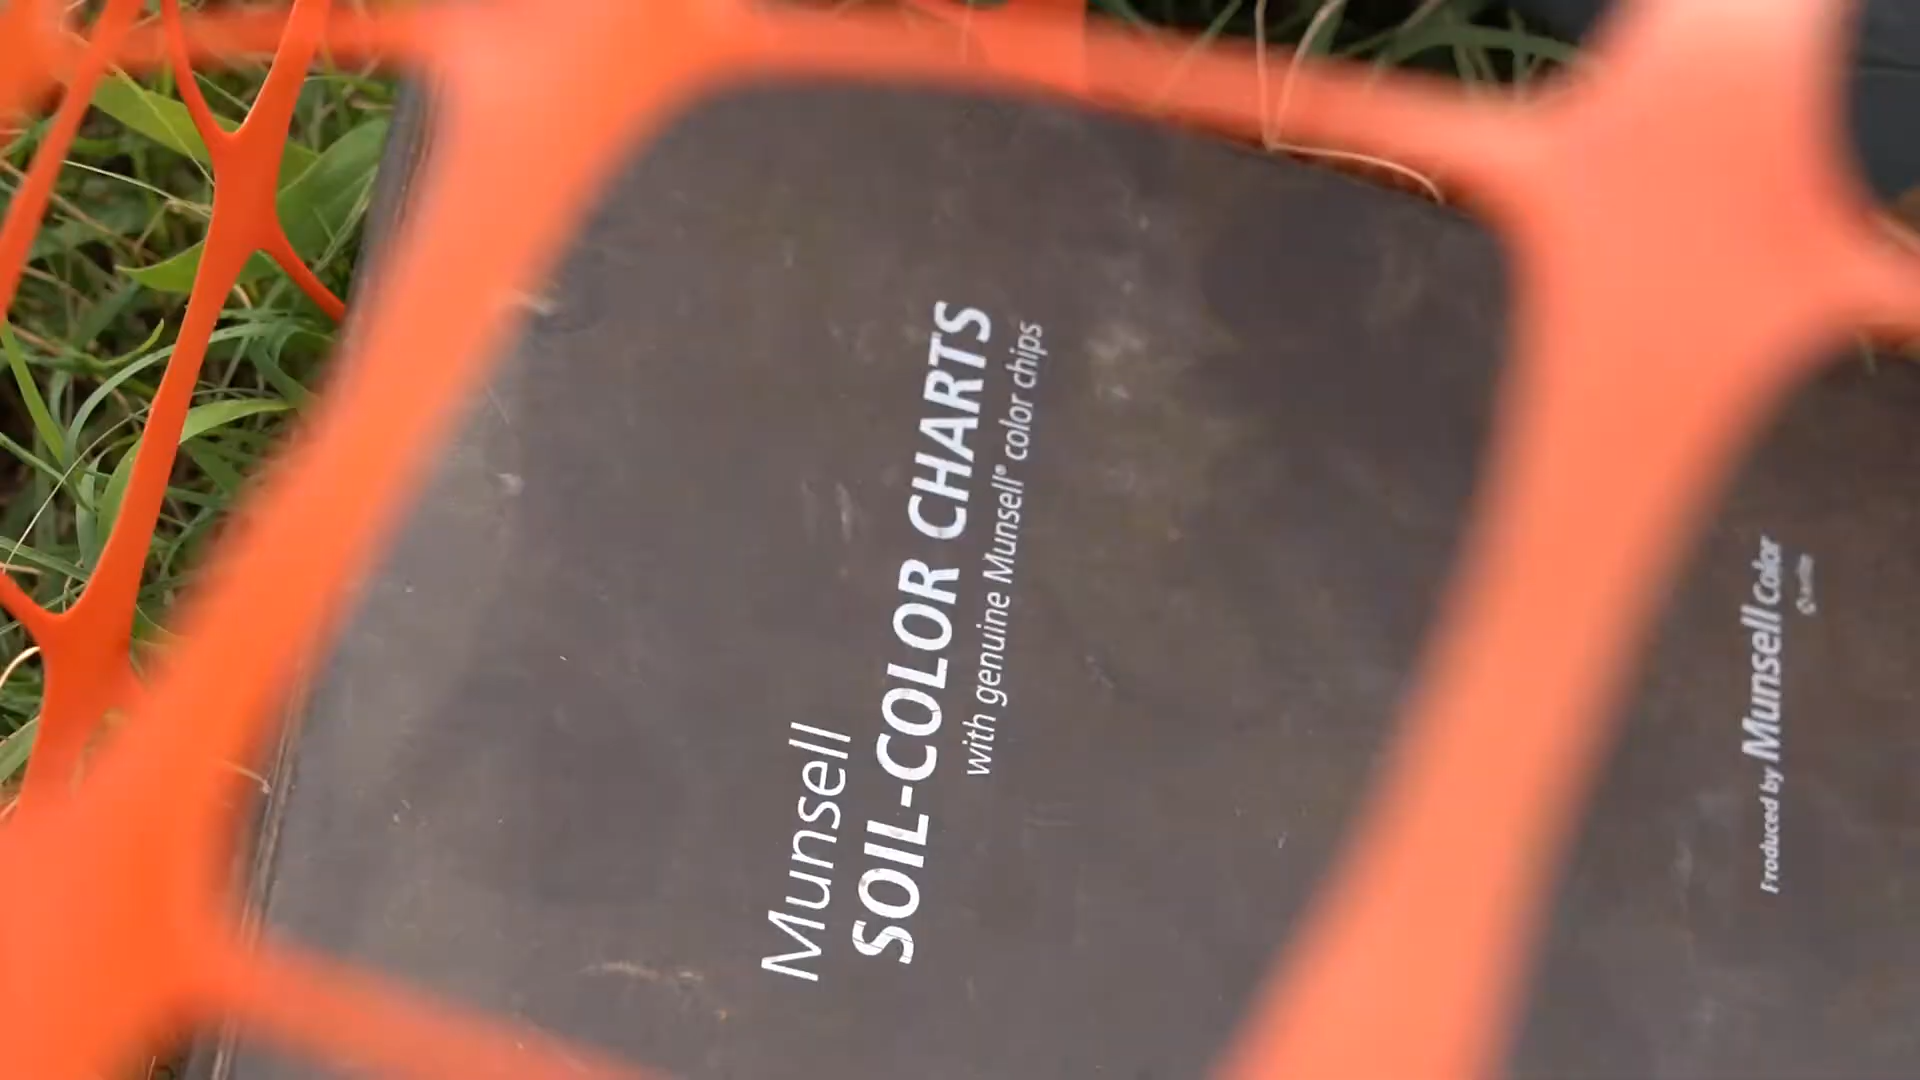 Munsell
SOIL-COLOR CHARTS
with genuine Munsell® color chips
Produced by Munsell Color